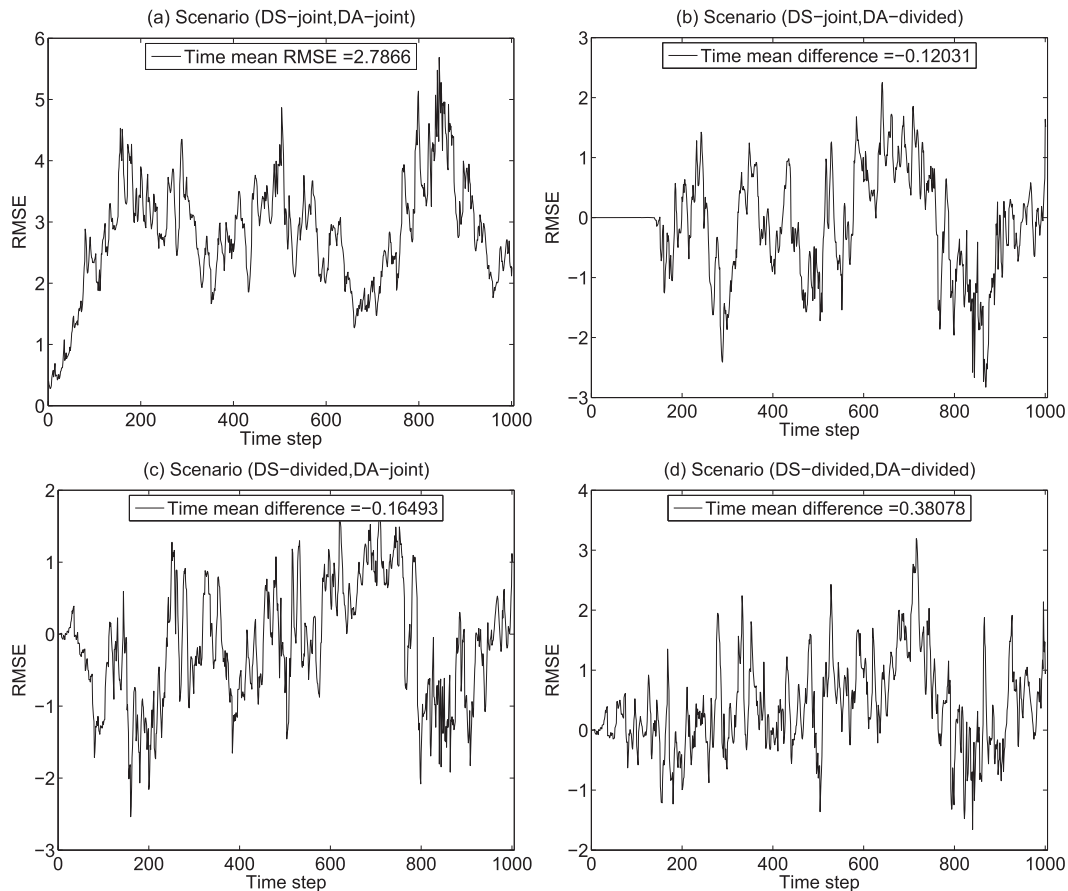 (a) Scenario (DS-joint,DA-joint)
Time mean RMSE =2.7866
RMSE
6
5
4
3
2
1
0
0 200 400 600 800 1000
Time step
(b) Scenario (DS-joint,DA-divided)
Time mean difference =−0.12031
RMSE
3
2
1
0
−1
−2
−3
200 400 600 800 1000
Time step
(c) Scenario (DS-divided,DA-joint)
Time mean difference =−0.16493
RMSE
2
1
0
−1
−2
−3
0 200 400 600 800 1000
Time step
(d) Scenario (DS-divided,DA-divided)
Time mean difference =0.38078
RMSE
4
3
2
1
0
−1
−2
200 400 600 800 1000
Time step